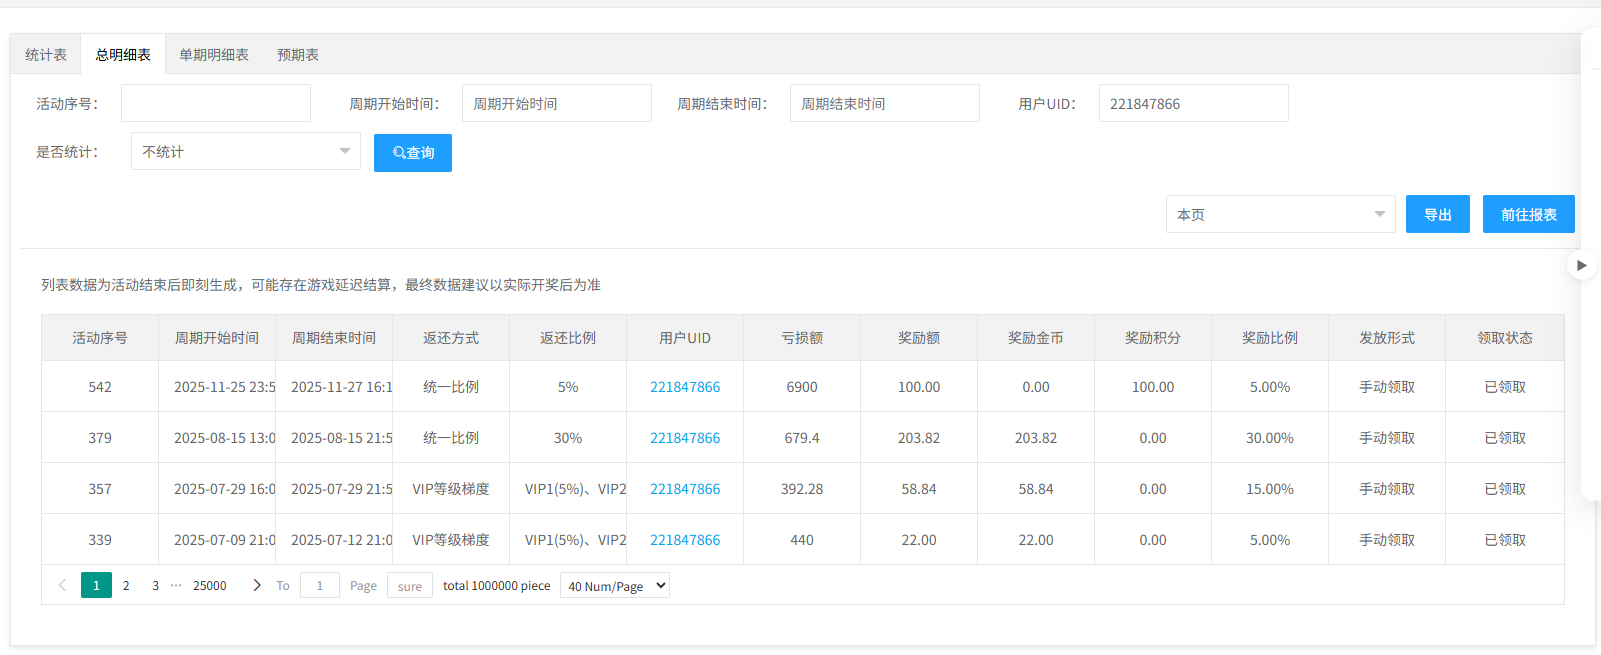 统计表 总明细表 单期明细表 预期表
活动序号： 周期开始时间： 周期开始时间 周期结束时间： 周期结束时间 用户UID： 221847866
是否统计： 不统计 查询
本页 导出 前往报表
列表数据为活动结束后即刻生成，可能存在游戏延迟结算，最终数据建议以实际开奖后为准
活动序号 周期开始时间 周期结束时间 返还方式 返还比例 用户UID 亏损额 奖励额 奖励金币 奖励积分 奖励比例 发放形式 领取状态
542 2025-11-25 23:5 2025-11-27 16:1 统一比例 5% 221847866 6900 100.00 0.00 100.00 5.00% 手动领取 已领取
379 2025-08-15 13:0 2025-08-15 21:5 统一比例 30% 221847866 679.4 203.82 203.82 0.00 30.00% 手动领取 已领取
357 2025-07-29 16:0 2025-07-29 21:5 VIP等级梯度 VIP1(5%)、VIP2 221847866 392.28 58.84 58.84 0.00 15.00% 手动领取 已领取
339 2025-07-09 21:0 2025-07-12 21:0 VIP等级梯度 VIP1(5%)、VIP2 221847866 440 22.00 22.00 0.00 5.00% 手动领取 已领取
1 2 3 ··· 25000 To 1 Page sure total 1000000 piece 40 Num/Page